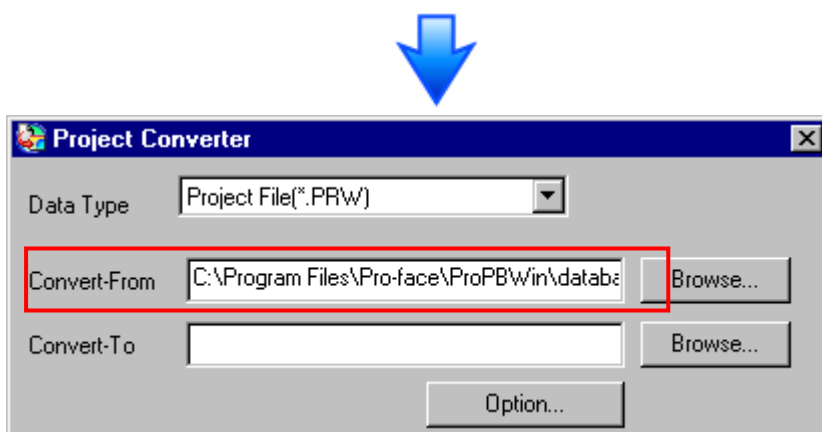 Project Converter
Data Type Project File(*.PRW)
Convert-From C:\Program Files\Pro-face\ProPBWin\databa Browse...
Convert-To Browse...
Option...